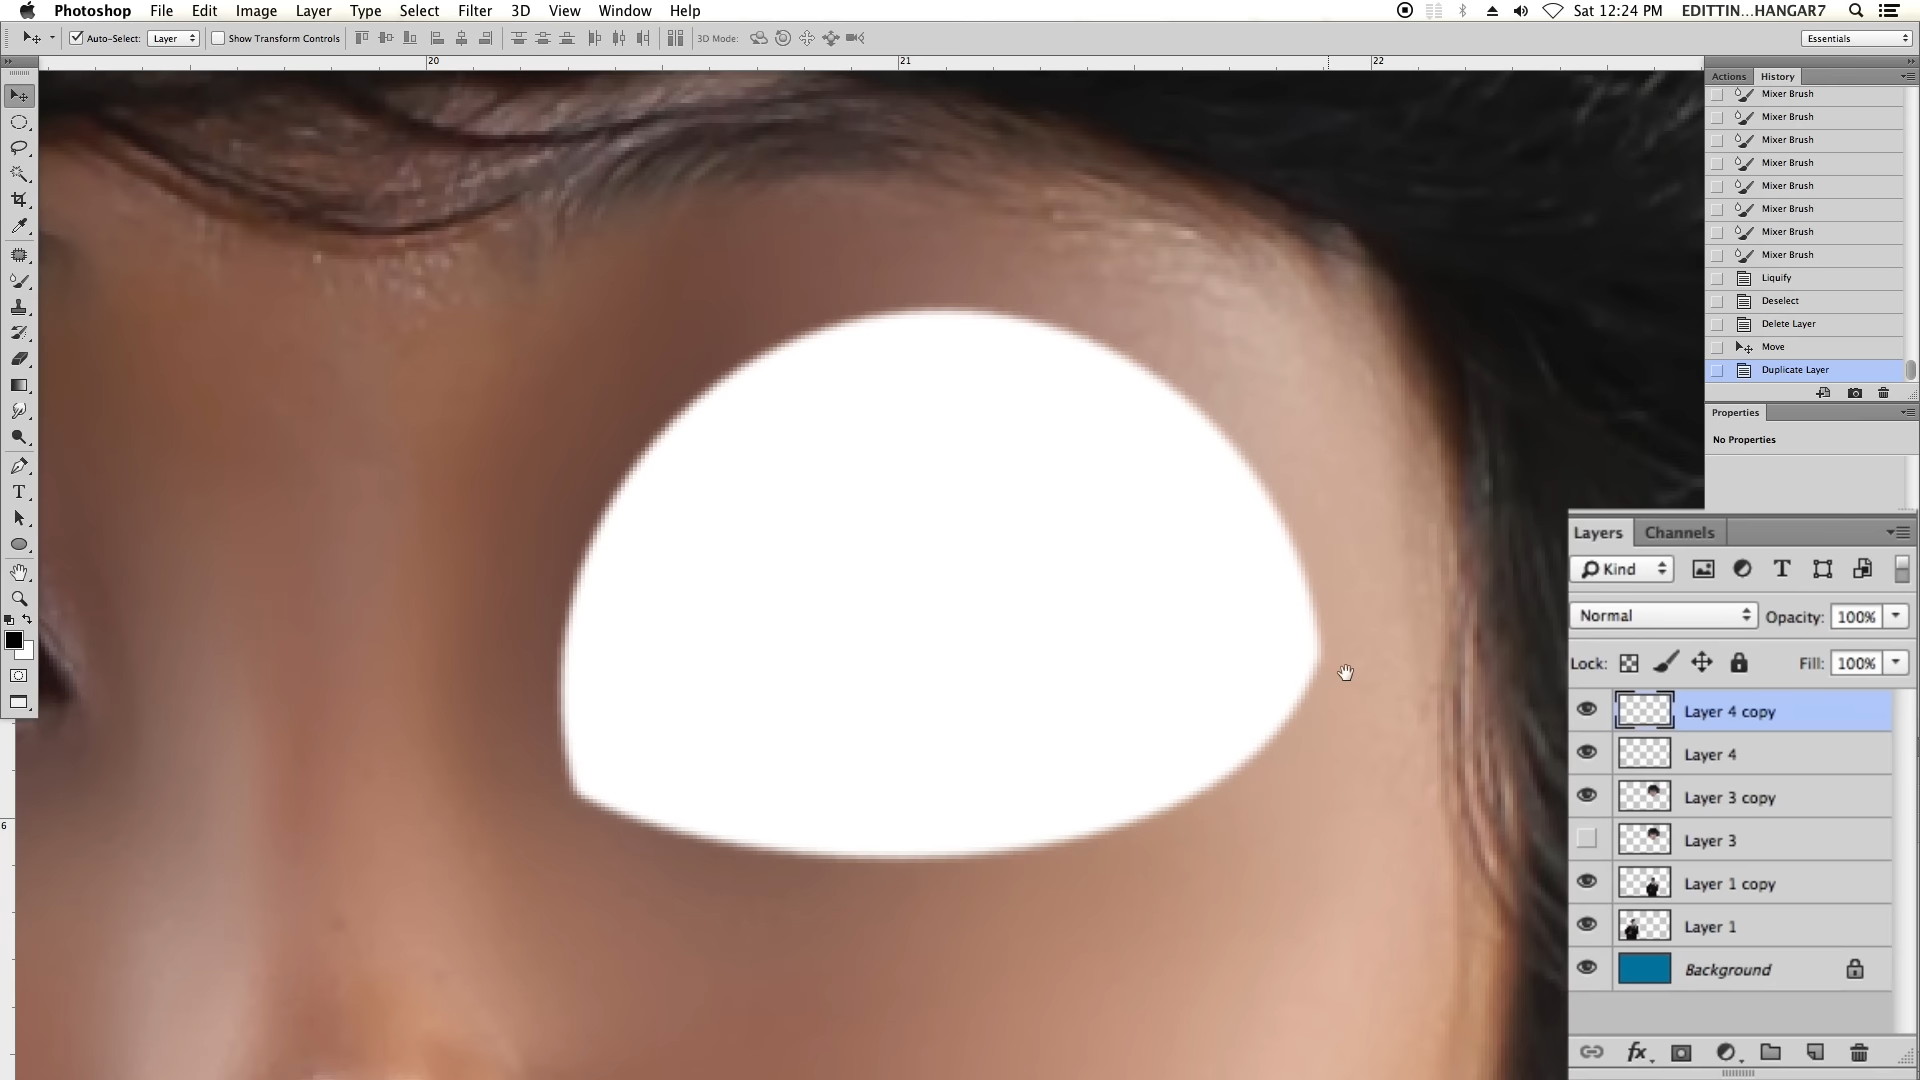 Photoshop File Edit Image Layer Type Select Filter 3D View Window Help Sat 12:24 PM EDITTIN...HANGAR7
Auto-Select: Layer Show Transform Controls 3D Mode: Essentials
20 21 22
Actions History
Mixer Brush
Mixer Brush
Mixer Brush
Mixer Brush
Mixer Brush
Mixer Brush
Mixer Brush
Mixer Brush
Liquify
Deselect
Delete Layer
Move
Duplicate Layer
Properties
No Properties
Layers Channels
Kind
Normal Opacity: 100%
Lock: Fill: 100%
Layer 4 copy
Layer 4
Layer 3 copy
Layer 3
Layer 1 copy
Layer 1
Background
6